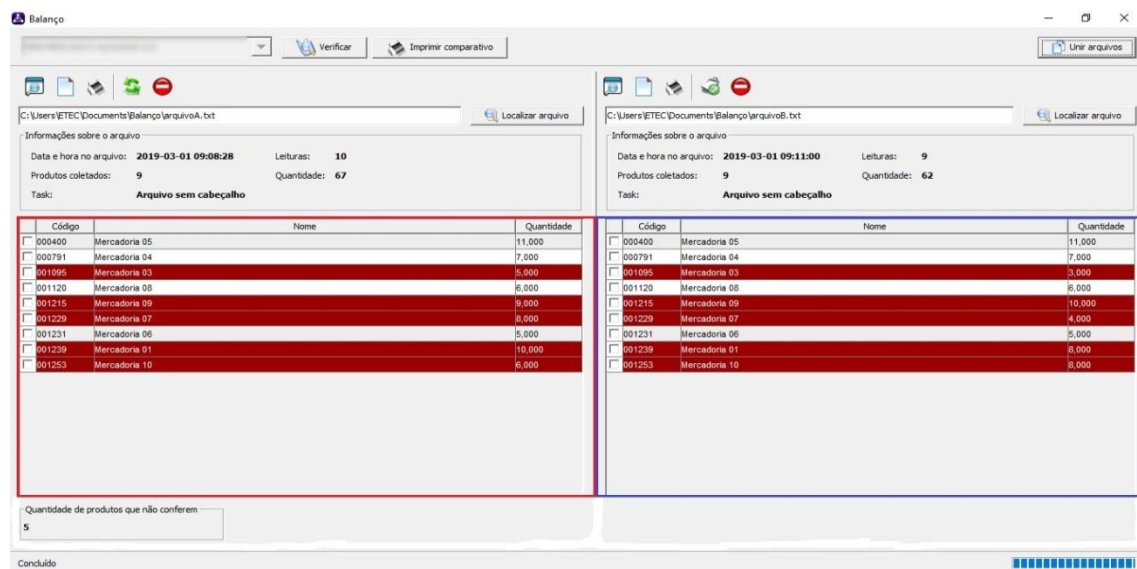 Balanço
Verificar Imprimir comparativo Unir arquivos
C:\Users\ETEC\Documents\Balanço\arquivoA.txt Localizar arquivo
Informações sobre o arquivo
Data e hora no arquivo: 2019-03-01 09:08:28 Leituras: 10
Produtos coletados: 9 Quantidade: 67
Task: Arquivo sem cabeçalho
Código Nome Quantidade
000400 Mercadoria 05 11,000
000791 Mercadoria 04 7,000
001095 Mercadoria 03 5,000
001120 Mercadoria 08 6,000
001215 Mercadoria 09 9,000
001229 Mercadoria 07 8,000
001231 Mercadoria 06 5,000
001239 Mercadoria 01 10,000
001253 Mercadoria 10 6,000
Quantidade de produtos que não conferem
5
C:\Users\ETEC\Documents\Balanço\arquivoB.txt Localizar arquivo
Informações sobre o arquivo
Data e hora no arquivo: 2019-03-01 09:11:00 Leituras: 9
Produtos coletados: 9 Quantidade: 62
Task: Arquivo sem cabeçalho
Código Nome Quantidade
000400 Mercadoria 05 11,000
000791 Mercadoria 04 7,000
001095 Mercadoria 03 3,000
001120 Mercadoria 08 6,000
001215 Mercadoria 09 10,000
001229 Mercadoria 07 4,000
001231 Mercadoria 06 5,000
001239 Mercadoria 01 8,000
001253 Mercadoria 10 8,000
Concluído